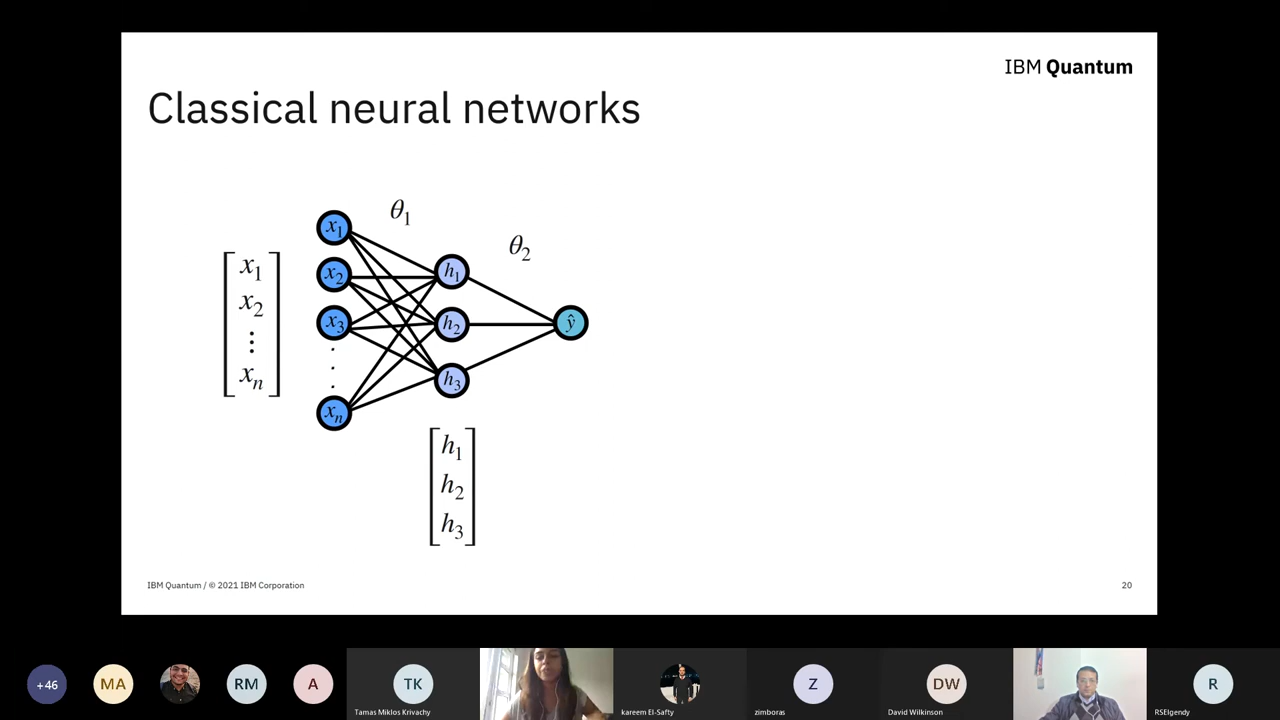 IBM Quantum
Classical neural networks
θ1
θ2
x1
x2
x3
xn
h1
h2
h3
ŷ
x1
x2
⋮
xn
h1
h2
h3
IBM Quantum / © 2021 IBM Corporation
20
+46
MA
RM
A
TK
Z
DW
R
Tamas Miklos Krivachy
kareem El-Safty
zimboras
David Wilkinson
RSElgendy